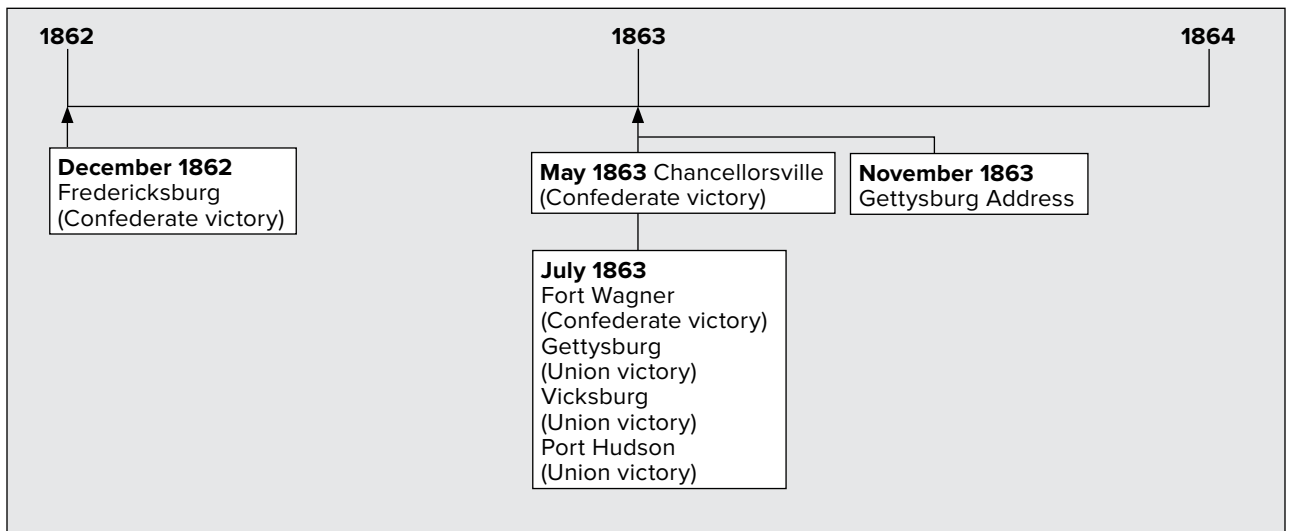 1862
1863
1864
December 1862
Fredericksburg
(Confederate victory)
May 1863 Chancellorsville
(Confederate victory)
November 1863
Gettysburg Address
July 1863
Fort Wagner
(Confederate victory)
Gettysburg
(Union victory)
Vicksburg
(Union victory)
Port Hudson
(Union victory)